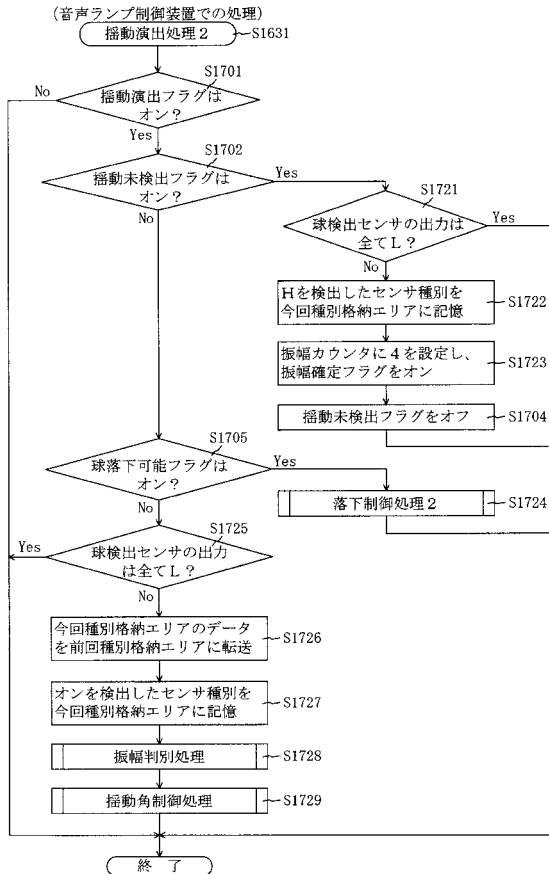 (音声ランプ制御装置での処理)
揺動演出処理2
S1631
S1701
揺動演出フラグは
オン?
No
Yes
S1702
揺動未検出フラグは
オン?
Yes
No
S1721
球検出センサの出力は
全てL?
Yes
No
Hを検出したセンサ種別を
今回種別格納エリアに記憶
S1722
振幅カウンタに4を設定し、
振幅確定フラグをオン
S1723
揺動未検出フラグをオフ
S1704
S1705
球落下可能フラグは
オン?
Yes
No
落下制御処理2
S1724
S1725
球検出センサの出力
は全てL?
Yes
No
今回種別格納エリアのデータ
を前回種別格納エリアに転送
S1726
オンを検出したセンサ種別を
今回種別格納エリアに記憶
S1727
振幅判別処理
S1728
揺動角制御処理
S1729
終 了